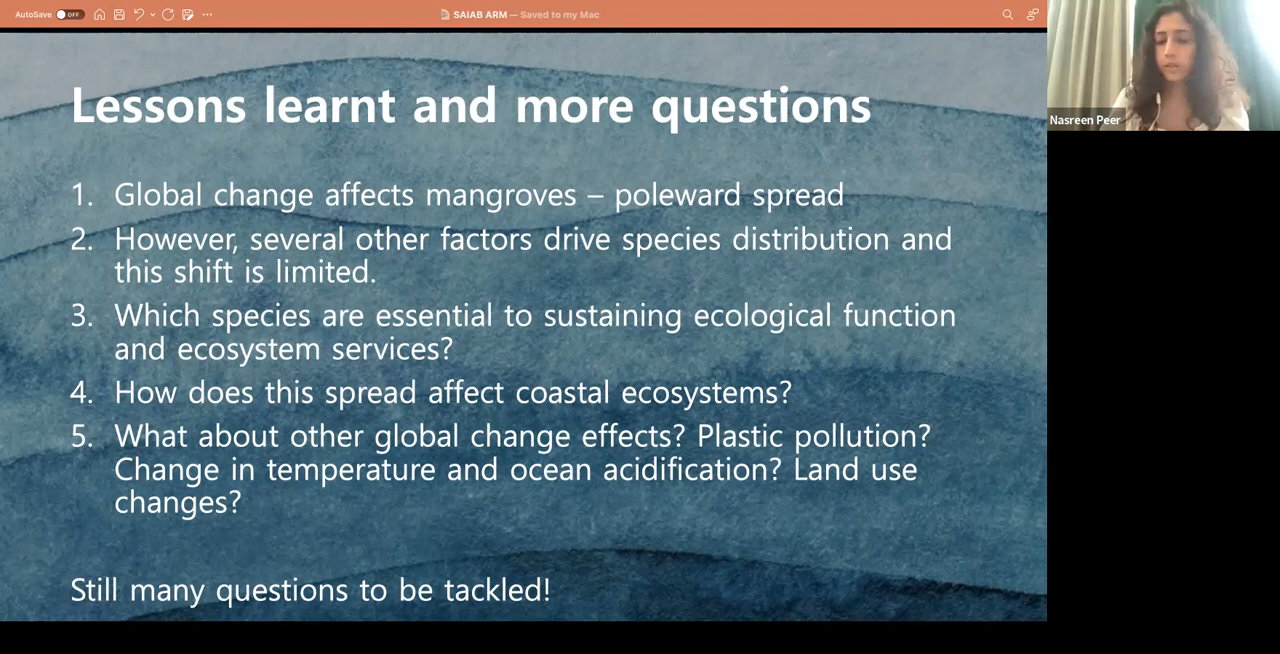 AutoSave OFF
SAIAB ARM — Saved to my Mac
Nasreen Peer
Lessons learnt and more questions
1. Global change affects mangroves – poleward spread
2. However, several other factors drive species distribution and
this shift is limited.
3. Which species are essential to sustaining ecological function
and ecosystem services?
4. How does this spread affect coastal ecosystems?
5. What about other global change effects? Plastic pollution?
Change in temperature and ocean acidification? Land use
changes?
Still many questions to be tackled!